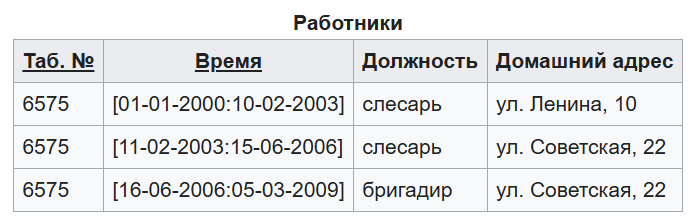 Работники
Таб. № Время Должность Домашний адрес
6575 [01-01-2000:10-02-2003] слесарь ул. Ленина, 10
6575 [11-02-2003:15-06-2006] слесарь ул. Советская, 22
6575 [16-06-2006:05-03-2009] бригадир ул. Советская, 22